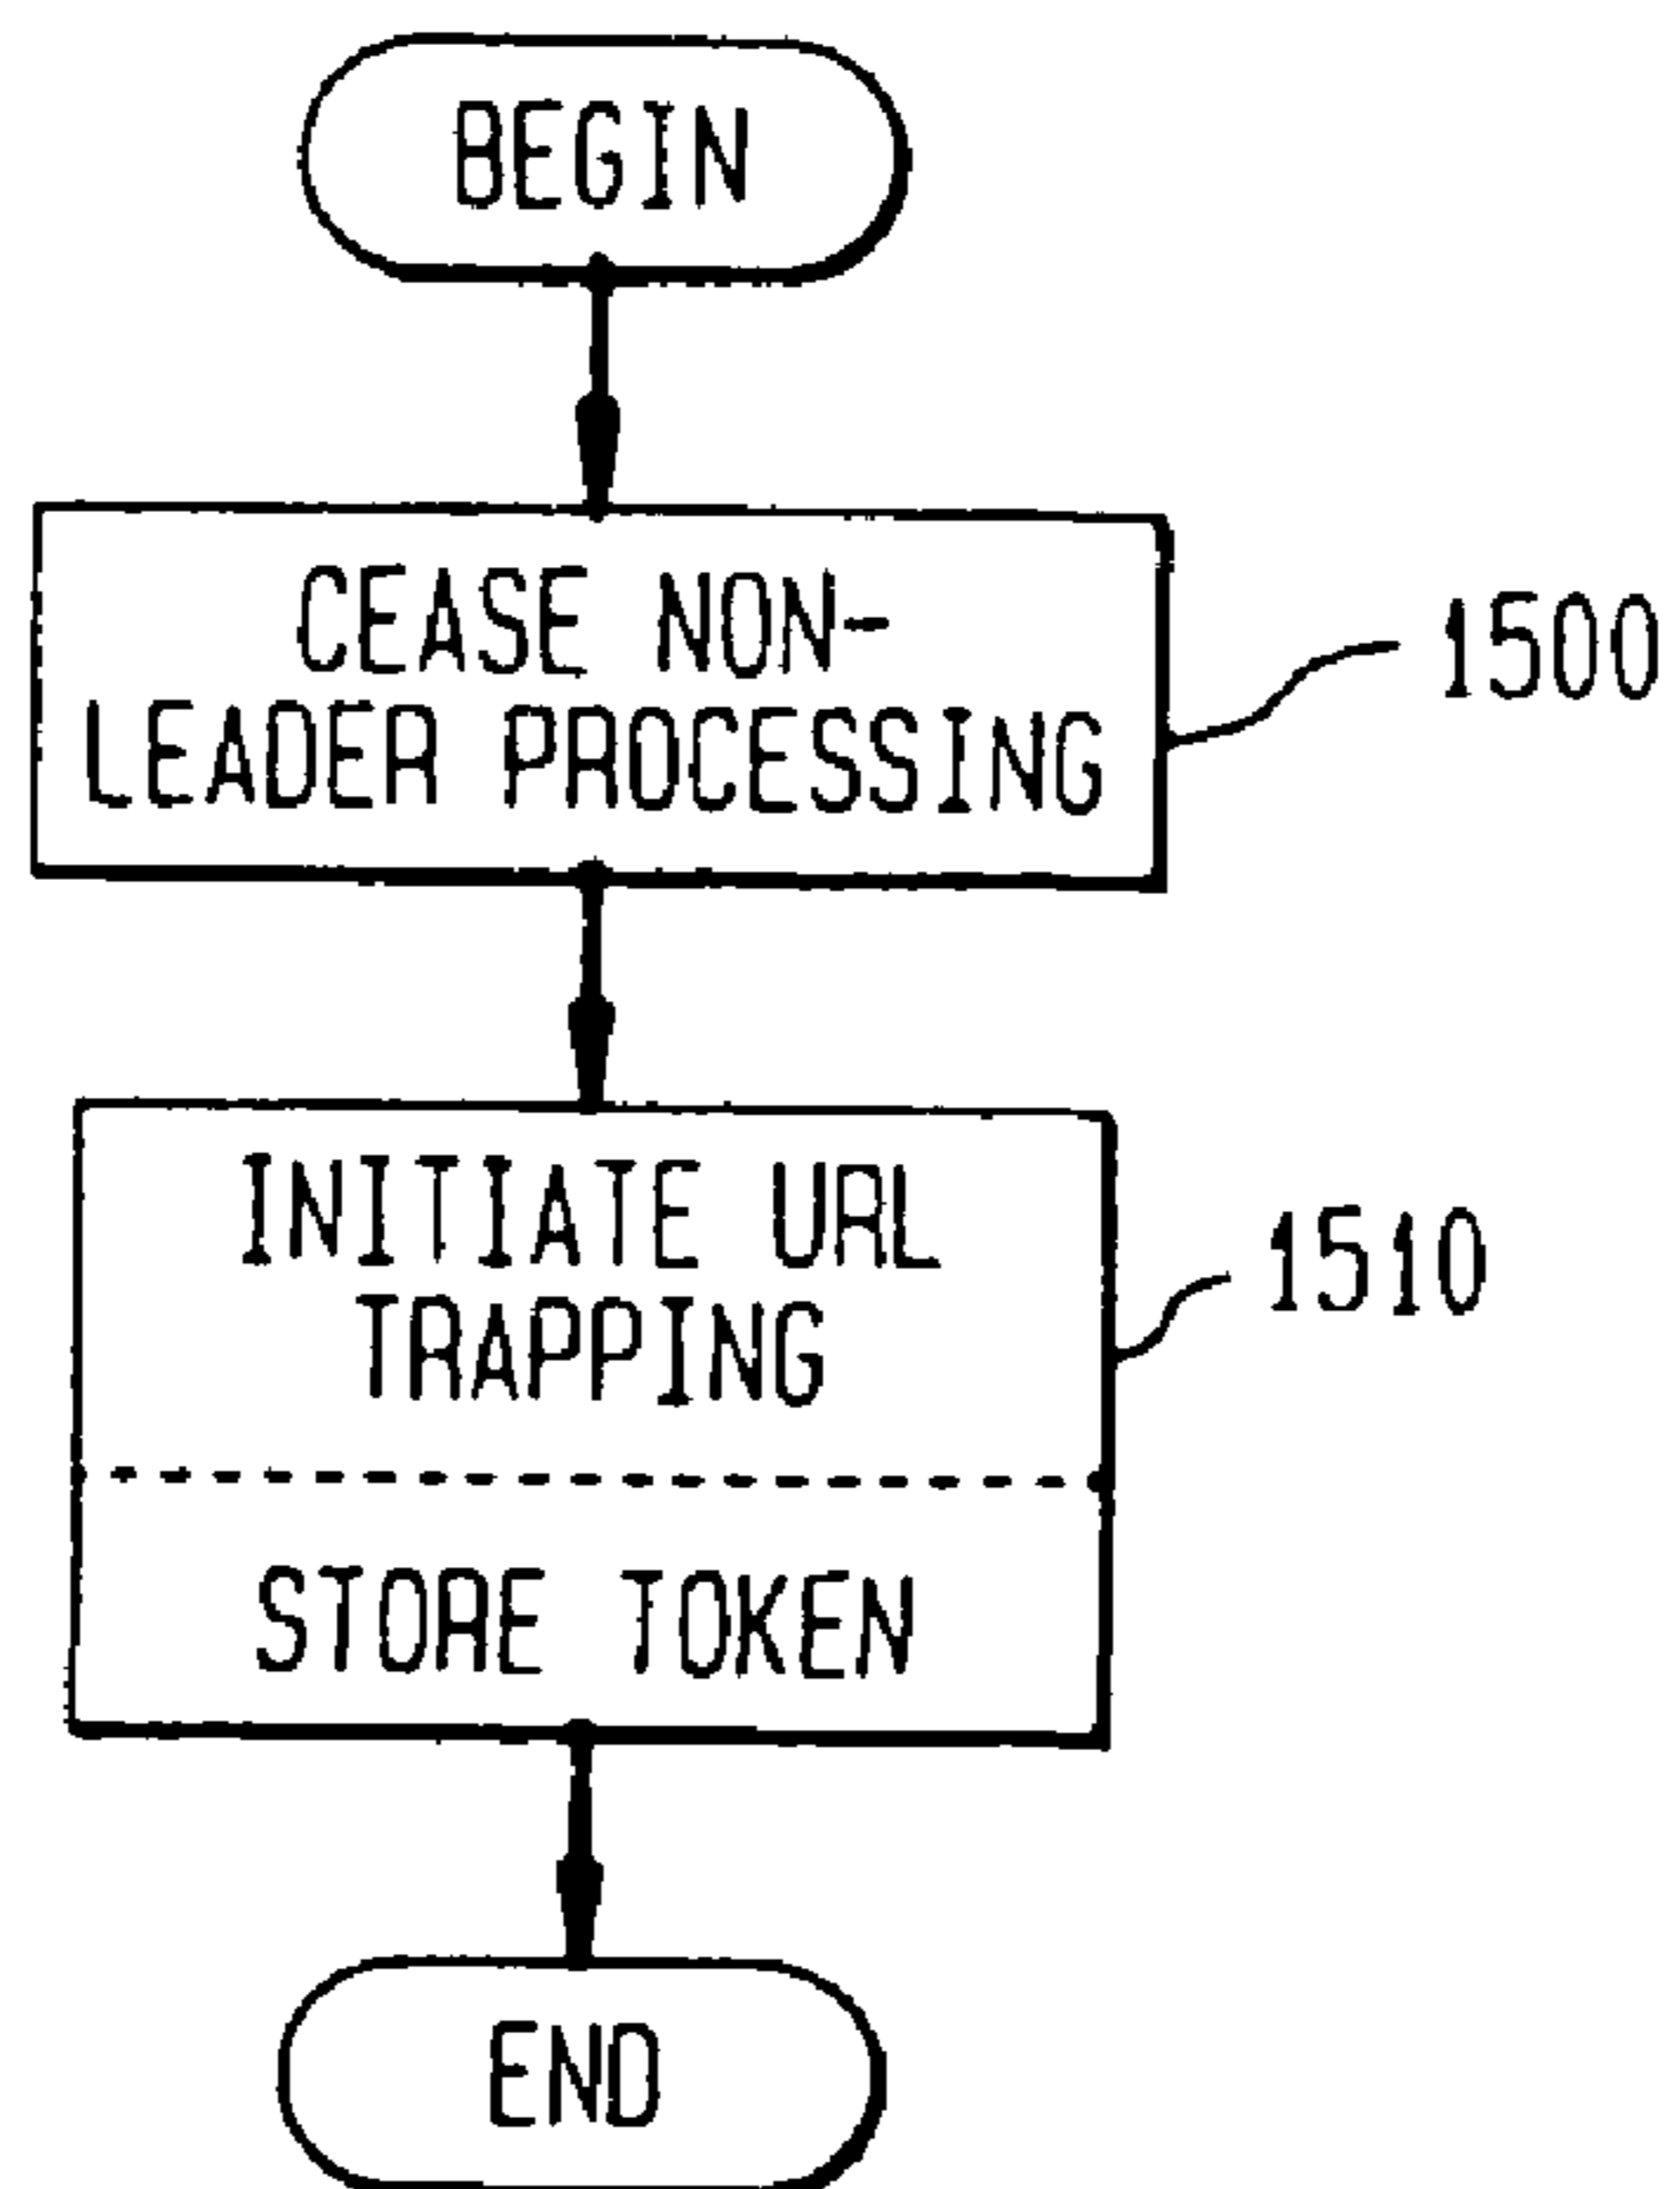 BEGIN
CEASE NON-
LEADER PROCESSING
1500
INITIATE URL
TRAPPING
1510
STORE TOKEN
END